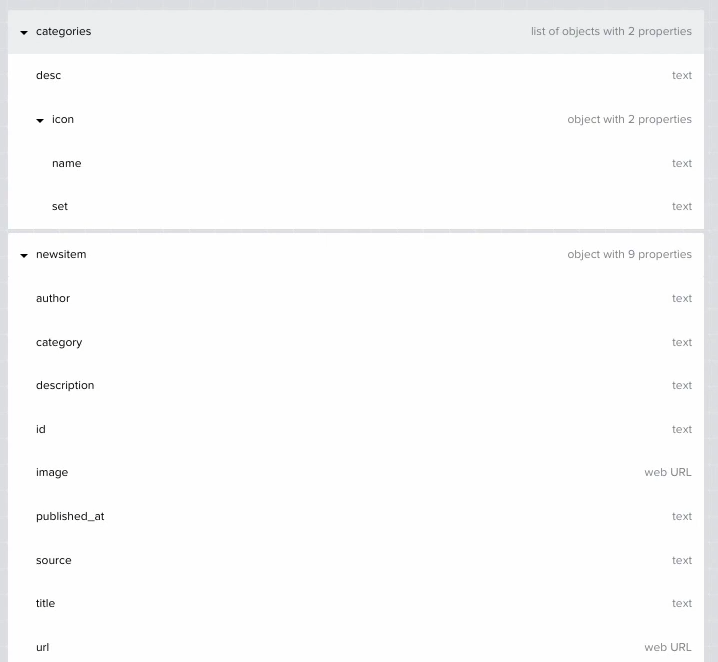 categories list of objects with 2 properties
desc text
icon object with 2 properties
name text
set text
newsitem object with 9 properties
author text
category text
description text
id text
image web URL
published_at text
source text
title text
url web URL